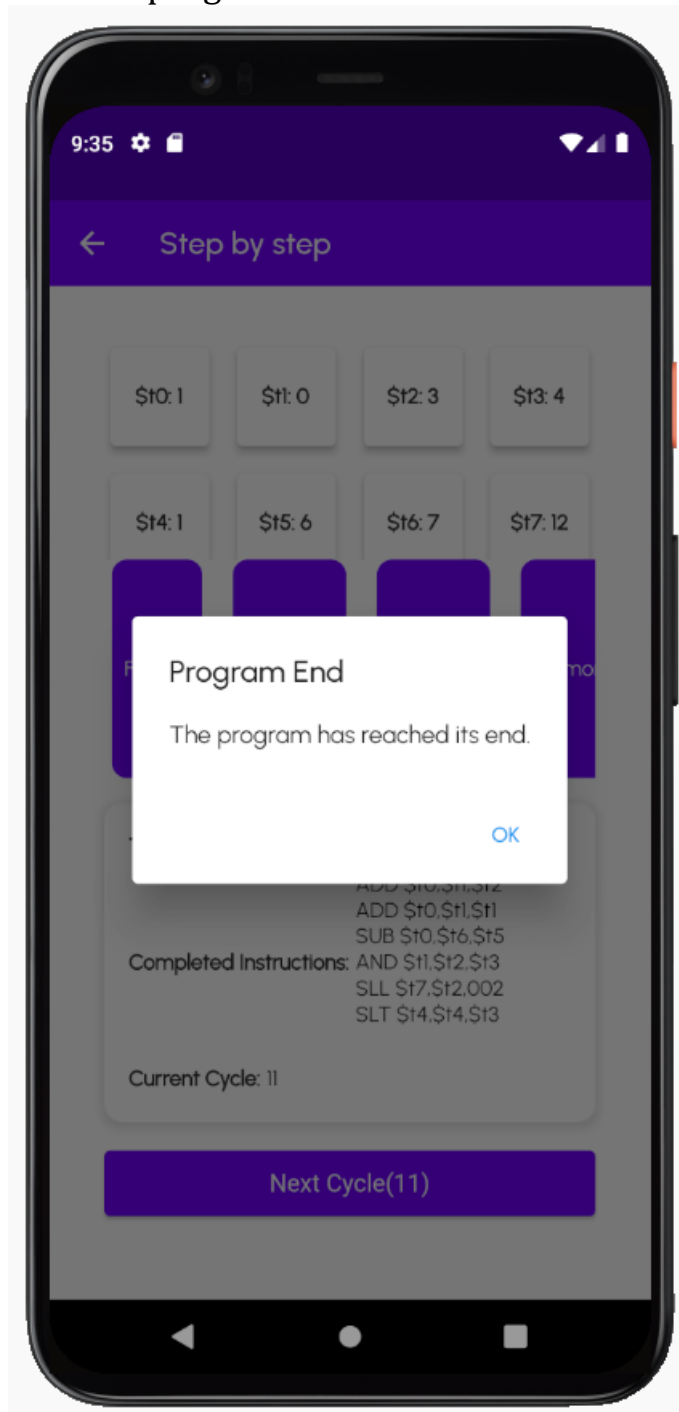 9:35
Step by step
$t0: 1 $t1: 0 $t2: 3 $t3: 4
$t4: 1 $t5: 6 $t6: 7 $t7: 12
Program End
The program has reached its end.
OK
ADD $t0,$t1,$t2
ADD $t0,$t1,$t1
SUB $t0,$t6,$t5
Completed Instructions: AND $t1,$t2,$t3
SLL $t7,$t2,002
SLT $t4,$t4,$t3
Current Cycle: 11
Next Cycle(11)